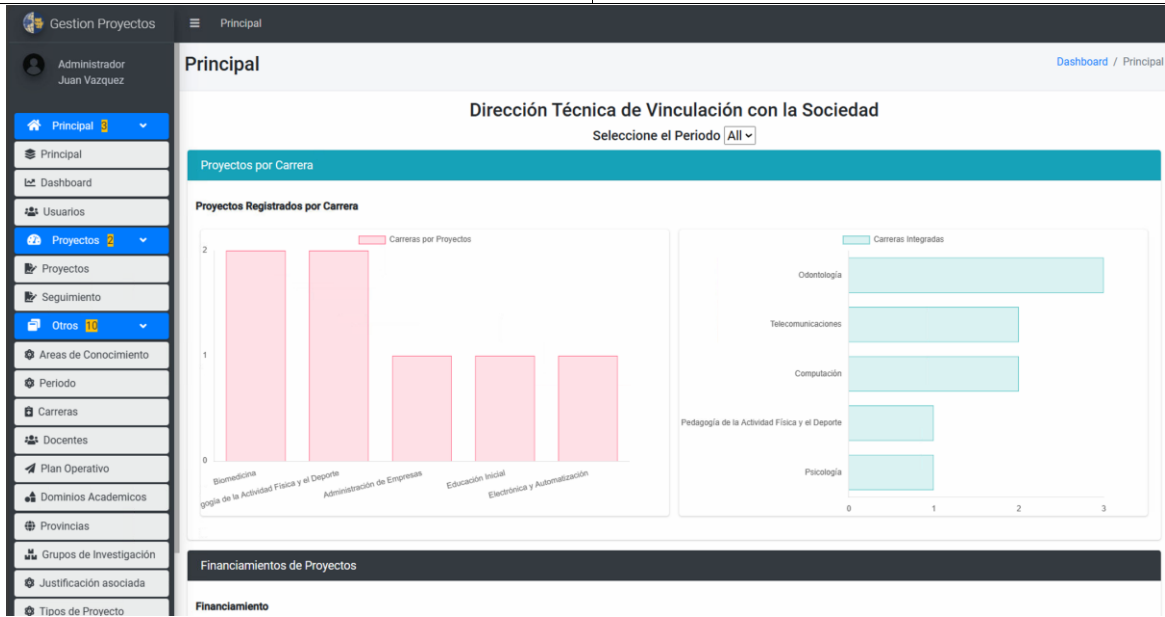 Gestion Proyectos
Principal
Administrador
Juan Vazquez
Principal 3
Principal
Dashboard
Usuarios
Proyectos 2
Proyectos
Seguimiento
Otros 10
Areas de Conocimiento
Periodo
Carreras
Docentes
Plan Operativo
Dominios Academicos
Provincias
Grupos de Investigación
Justificación asociada
Tipos de Proyecto
Principal
Dashboard / Principal
Dirección Técnica de Vinculación con la Sociedad
Seleccione el Periodo All
Proyectos por Carrera
Proyectos Registrados por Carrera
Carreras por Proyectos
2
1
0
Biomedicina
gogía de la Actividad Física y el Deporte
Administración de Empresas
Educación Inicial
Electrónica y Automatización
Carreras Integradas
Odontología
Telecomunicaciones
Computación
Pedagogía de la Actividad Física y el Deporte
Psicología
0 1 2 3
Financiamientos de Proyectos
Financiamiento